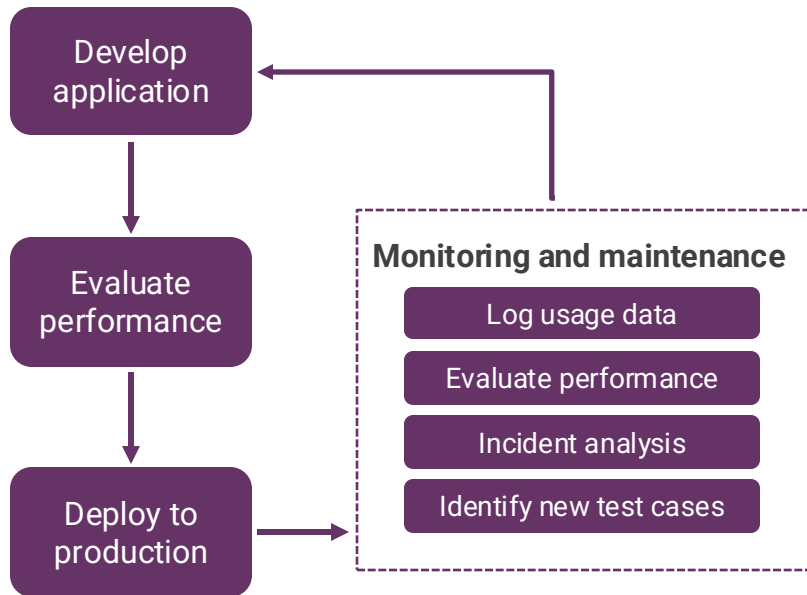 Develop
application
Evaluate
performance
Deploy to
production
Monitoring and maintenance
Log usage data
Evaluate performance
Incident analysis
Identify new test cases